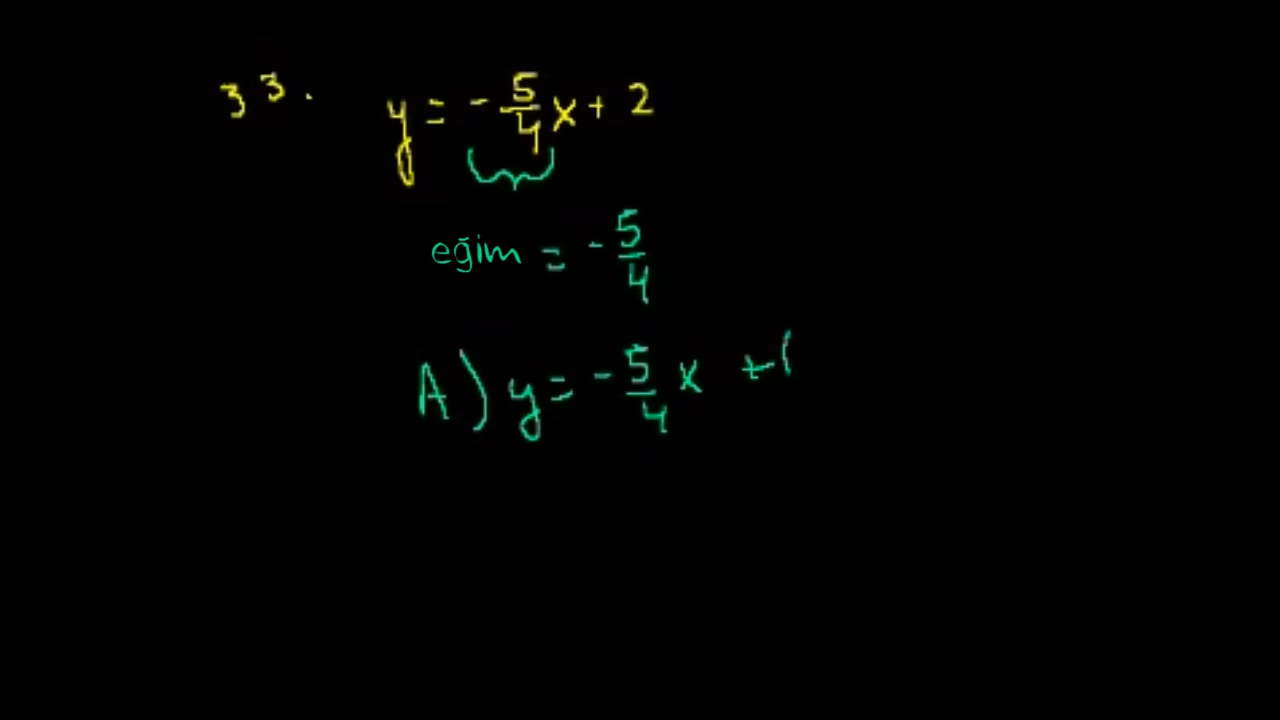 33. y = -5/4 x + 2
eğim = -5/4
A) y = -5/4 x +